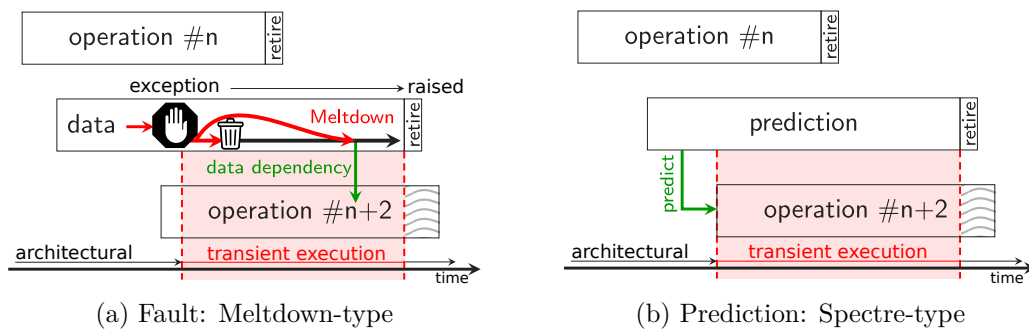 operation #n
retire
exception
raised
data
Meltdown
retire
data dependency
operation #n+2
architectural
transient execution
time
(a) Fault: Meltdown-type
operation #n
retire
prediction
retire
predict
operation #n+2
architectural
transient execution
time
(b) Prediction: Spectre-type